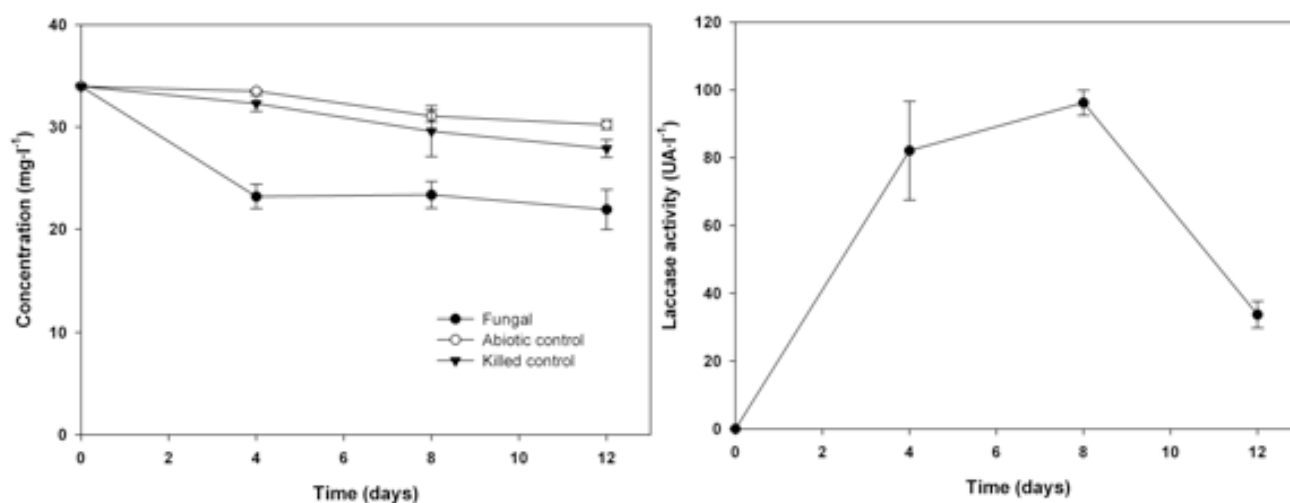 40
30
20
10
0
Concentration (mg·l⁻¹)
Fungal
Abiotic control
Killed control
0 2 4 6 8 10 12
Time (days)
120
100
80
60
40
20
0
Laccase activity (UA·l⁻¹)
0 2 4 6 8 10 12
Time (days)